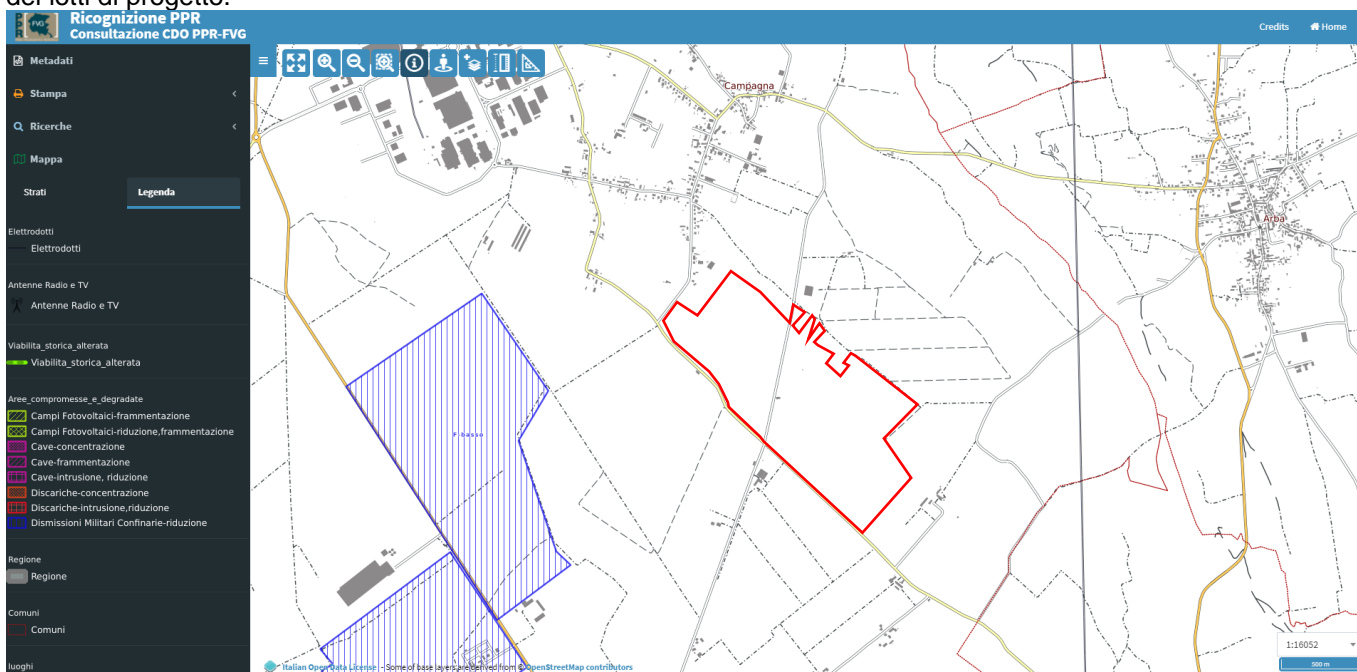 dei lotti di progetto.
FVG
Ricognizione PPR
Consultazione CDO PPR-FVG
Credits
Home
Metadati
Stampa
Ricerche
Mappa
Strati
Legenda
Elettrodotti
Elettrodotti
Antenne Radio e TV
Antenne Radio e TV
Viabilita_storica_alterata
Viabilita_storica_alterata
Aree_compromesse_e_degradate
Campi Fotovoltaici-frammentazione
Campi Fotovoltaici-riduzione,frammentazione
Cave-concentrazione
Cave-frammentazione
Cave-intrusione, riduzione
Discariche-concentrazione
Discariche-intrusione,riduzione
Dismissioni Militari Confinarie-riduzione
Regione
Regione
Comuni
Comuni
luoghi
Campagna
Arba
F-basso
1:16052
500 m
Italian Open Data License - Some of base layers are derived from © OpenStreetMap contributors